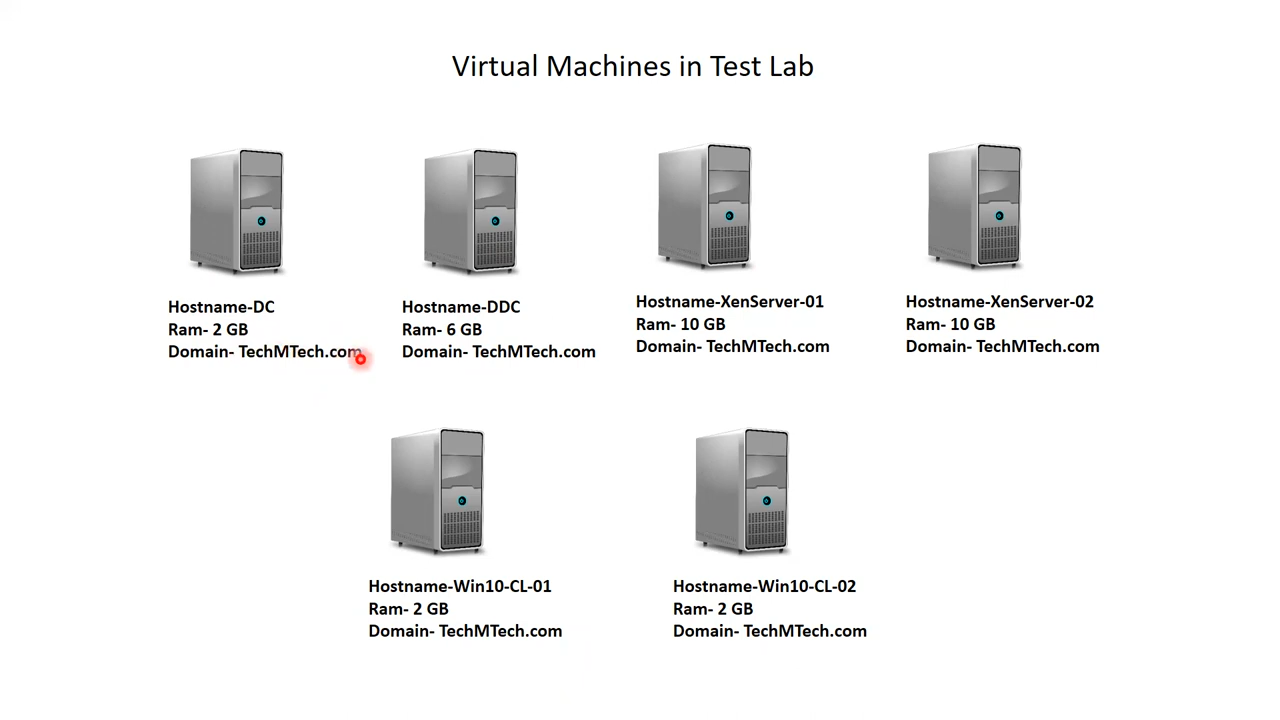 Virtual Machines in Test Lab
Hostname-DC
Ram- 2 GB
Domain- TechMTech.com
Hostname-DDC
Ram- 6 GB
Domain- TechMTech.com
Hostname-XenServer-01
Ram- 10 GB
Domain- TechMTech.com
Hostname-XenServer-02
Ram- 10 GB
Domain- TechMTech.com
Hostname-Win10-CL-01
Ram- 2 GB
Domain- TechMTech.com
Hostname-Win10-CL-02
Ram- 2 GB
Domain- TechMTech.com